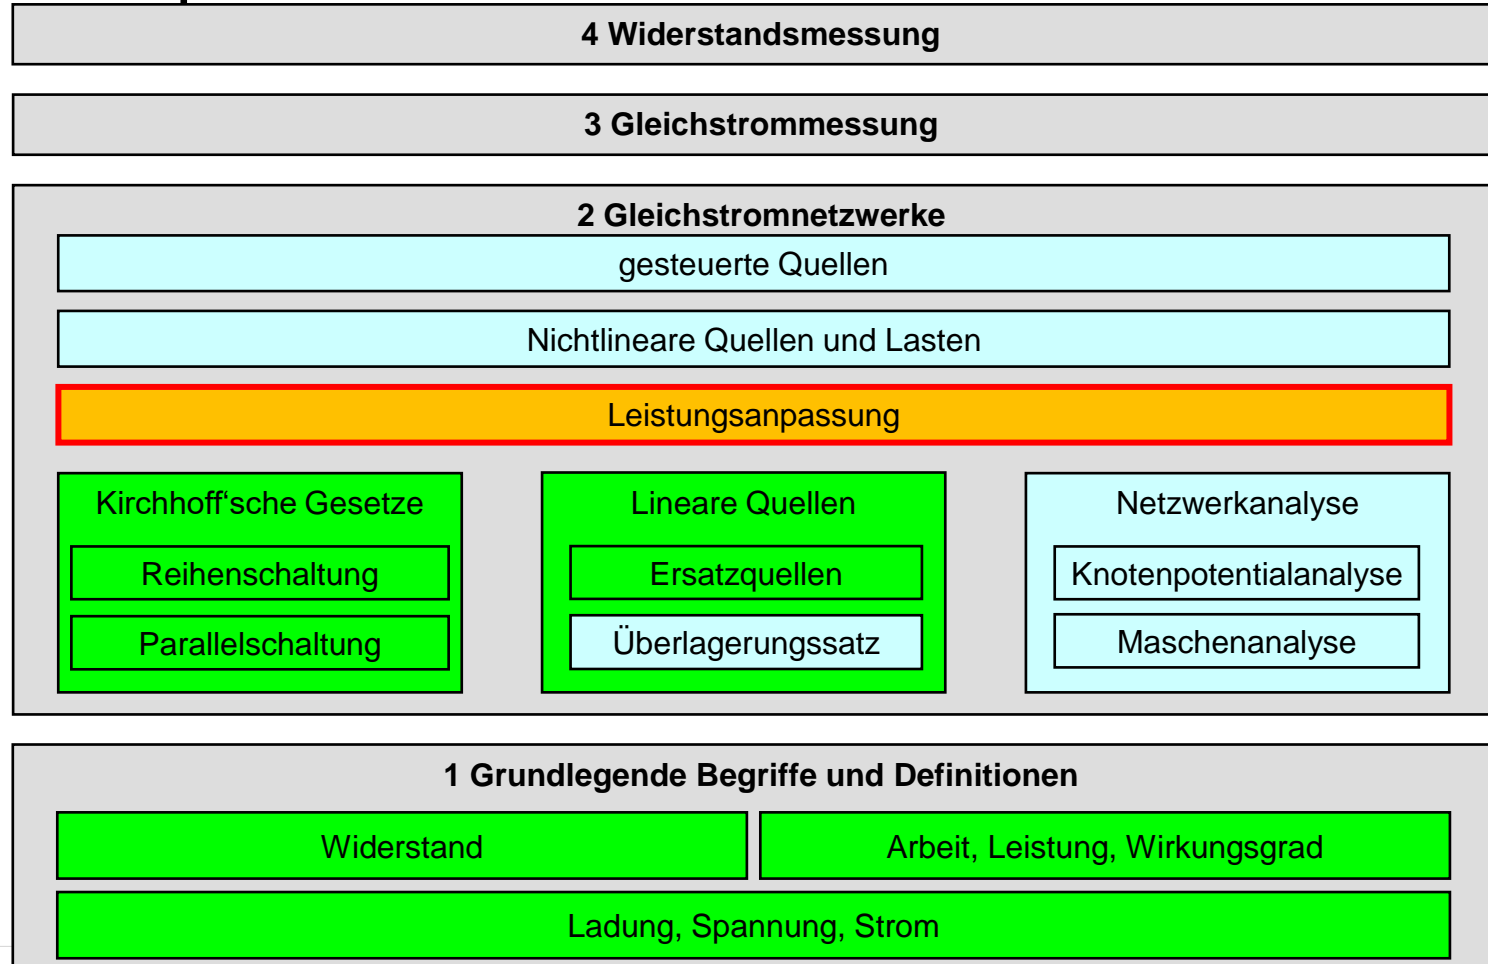 4 Widerstandsmessung
3 Gleichstrommessung
2 Gleichstromnetzwerke
gesteuerte Quellen
Nichtlineare Quellen und Lasten
Leistungsanpassung
Kirchhoff‘sche Gesetze
Reihenschaltung
Parallelschaltung
Lineare Quellen
Ersatzquellen
Überlagerungssatz
Netzwerkanalyse
Knotenpotentialanalyse
Maschenanalyse
1 Grundlegende Begriffe und Definitionen
Widerstand
Arbeit, Leistung, Wirkungsgrad
Ladung, Spannung, Strom